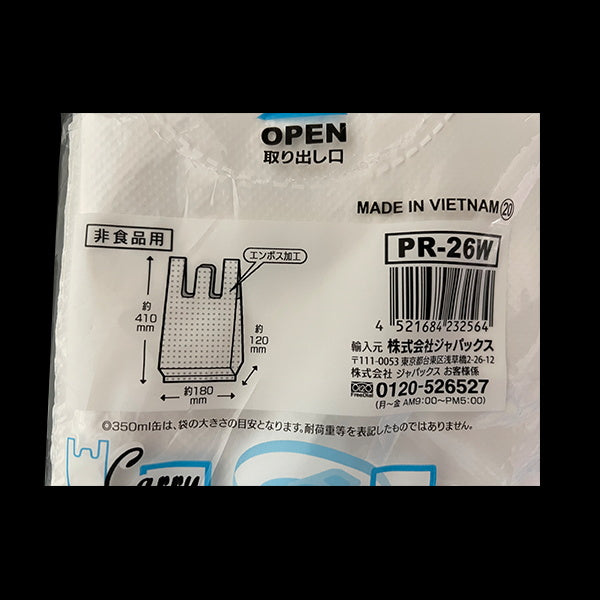 OPEN
取り出し口
MADE IN VIETNAM⑳
非食品用
エンボス加工
PR-26W
約
410
mm
約
120
mm
約180
mm
4 521684 232564
輸入元 株式会社ジャパックス
〒111-0053 東京都台東区浅草橋2-26-12
株式会社 ジャパックス お客様係
FreeDial 0120-526527
(月~金 AM9:00~PM5:00)
◎350ml缶は、袋の大きさの目安となります。耐荷重等を表記したものではありません。
Carry